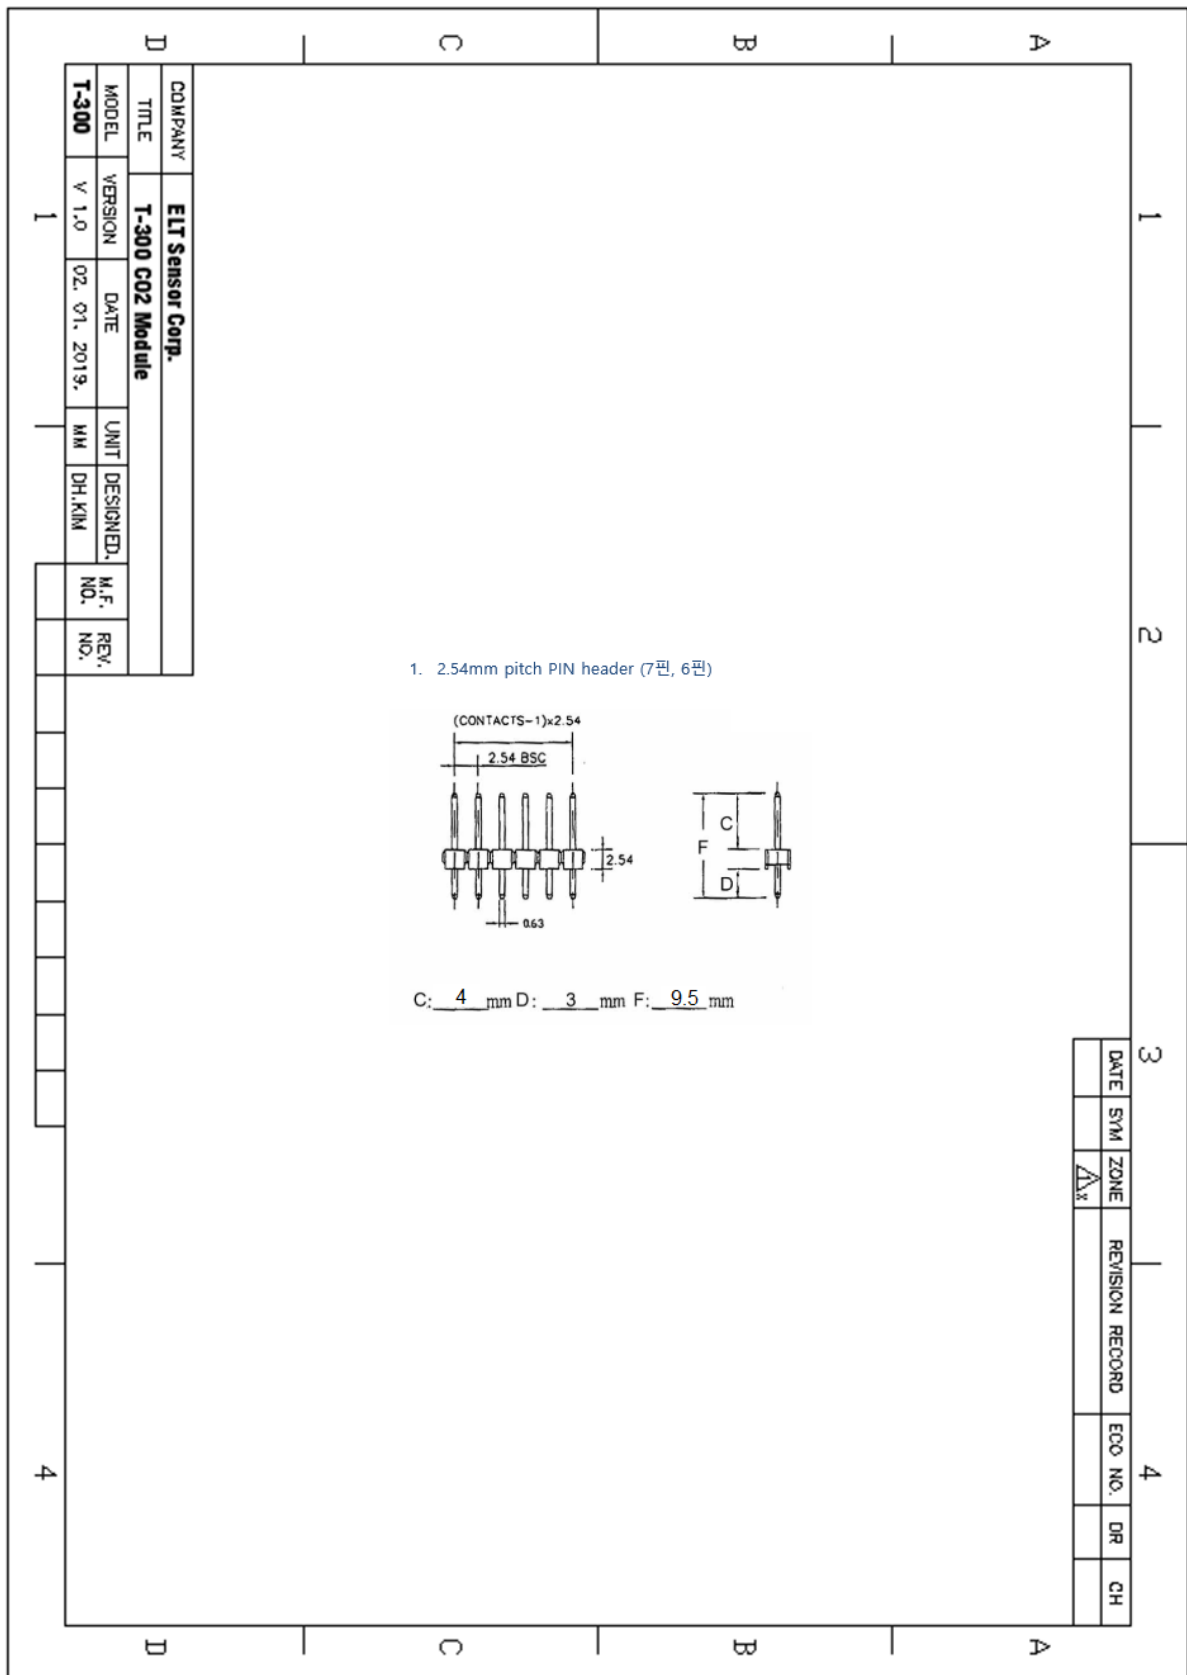 D
C
B
A
COMPANY
ELT Sensor Corp.
TITLE
T-300 CO2 Module
MODEL
VERSION
DATE
UNIT
DESIGNED.
M.F. NO.
REV. NO.
T-300
V 1.0
02. 01. 2019.
MM
DH.KIM
1
1
2
1. 2.54mm pitch PIN header (7핀, 6핀)
(CONTACTS-1)x2.54
2.54 BSC
2.54
0.63
C
F
D
C: 4 mm D: 3 mm F: 9.5 mm
3
DATE
SYM
ZONE
REVISION RECORD
ECO NO.
DR
CH
1 x
4
4
D
C
B
A